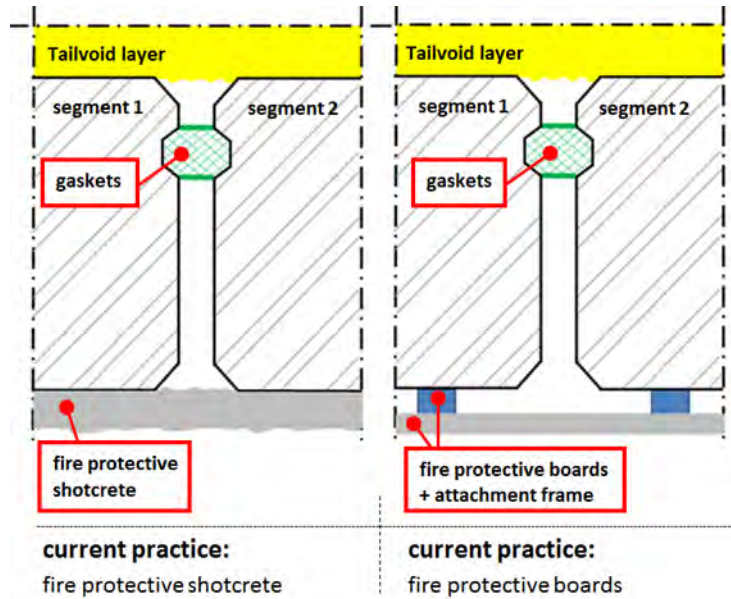 Tailvoid layer
segment 1
segment 2
gaskets
fire protective
shotcrete
current practice:
fire protective shotcrete
Tailvoid layer
segment 1
segment 2
gaskets
fire protective boards
+ attachment frame
current practice:
fire protective boards